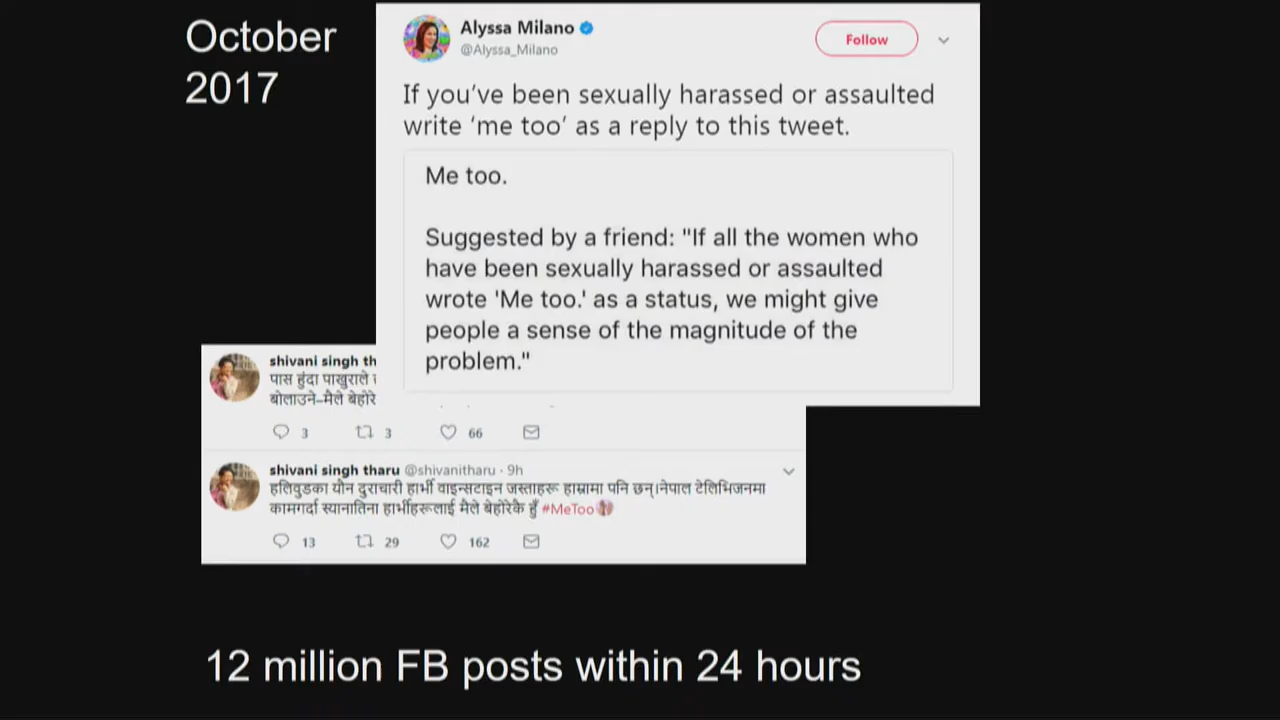 October
2017
Alyssa Milano
@Alyssa_Milano
Follow
If you've been sexually harassed or assaulted
write ‘me too’ as a reply to this tweet.
Me too.
Suggested by a friend: "If all the women who
have been sexually harassed or assaulted
wrote 'Me too.' as a status, we might give
people a sense of the magnitude of the
problem."
shivani singh th
पास हुंदा पाखुराले
बोलाउने–मैले बेहोरे
3 3 66
shivani singh tharu @shivanitharu · 9h
हलिवुडका यौन दुराचारी हार्भी वाइन्सटाइन जस्ताहरू हाम्रामा पनि छन्।नेपाल टेलिभिजनमा
कामगर्दा स्यानातिना हार्भीहरूलाई मैले बेहोरेकै हुँ #MeToo
13 29 162
12 million FB posts within 24 hours